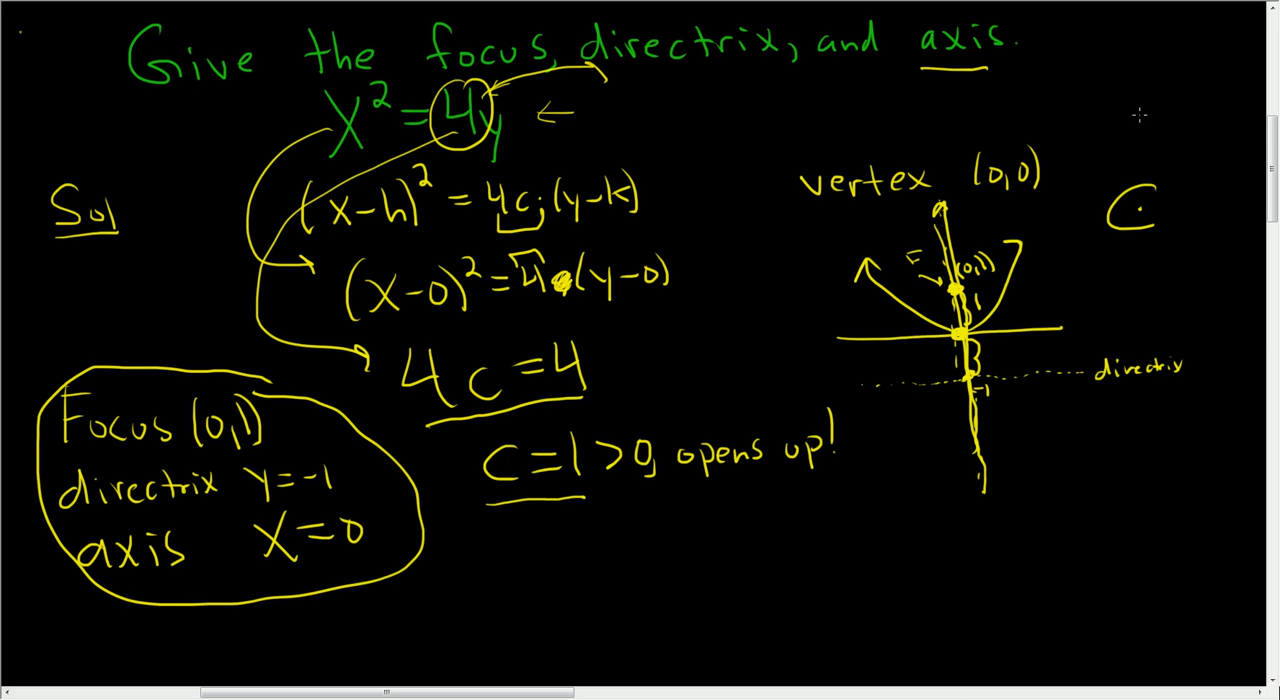 Give the focus, directrix, and axis.
x² = 4y ←
Sol
(x-h)² = 4c(y-k)
(x-0)² = 4(y-0)
4c = 4
c = 1 > 0, opens up!
Focus (0,1)
directrix y = -1
axis x = 0
vertex (0,0)
C
F
(0,1)
1
1
-1
directrix